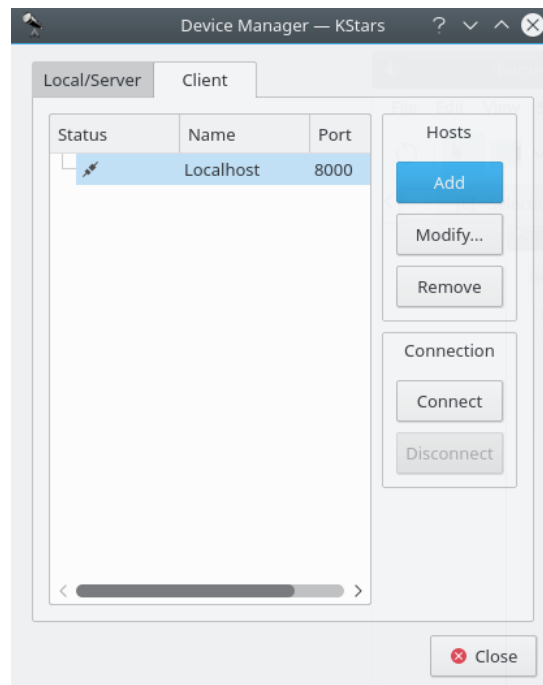 Device Manager — KStars
Local/Server
Client
Status Name Port
Localhost 8000
Hosts
Add
Modify...
Remove
Connection
Connect
Disconnect
Close